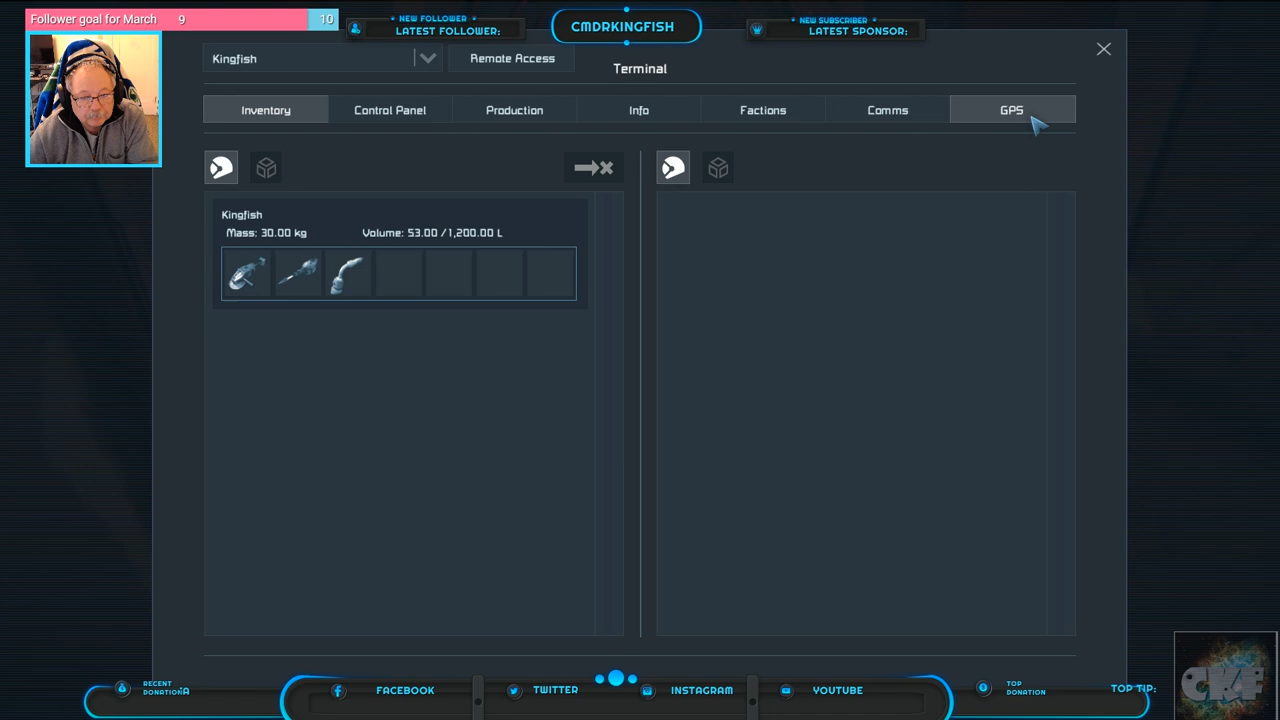 Follower goal for March 9 10
NEW FOLLOWER
LATEST FOLLOWER:
CMDRKINGFISH
NEW SUBSCRIBER
LATEST SPONSOR:
Kingfish
Remote Access
Terminal
Inventory
Control Panel
Production
Info
Factions
Comms
GPS
Kingfish
Mass: 30.00 kg
Volume: 53.00 / 1,200.00 L
RECENT
DONATION:A
FACEBOOK
TWITTER
INSTAGRAM
YOUTUBE
TOP
DONATION
TOP TIP:
CKF